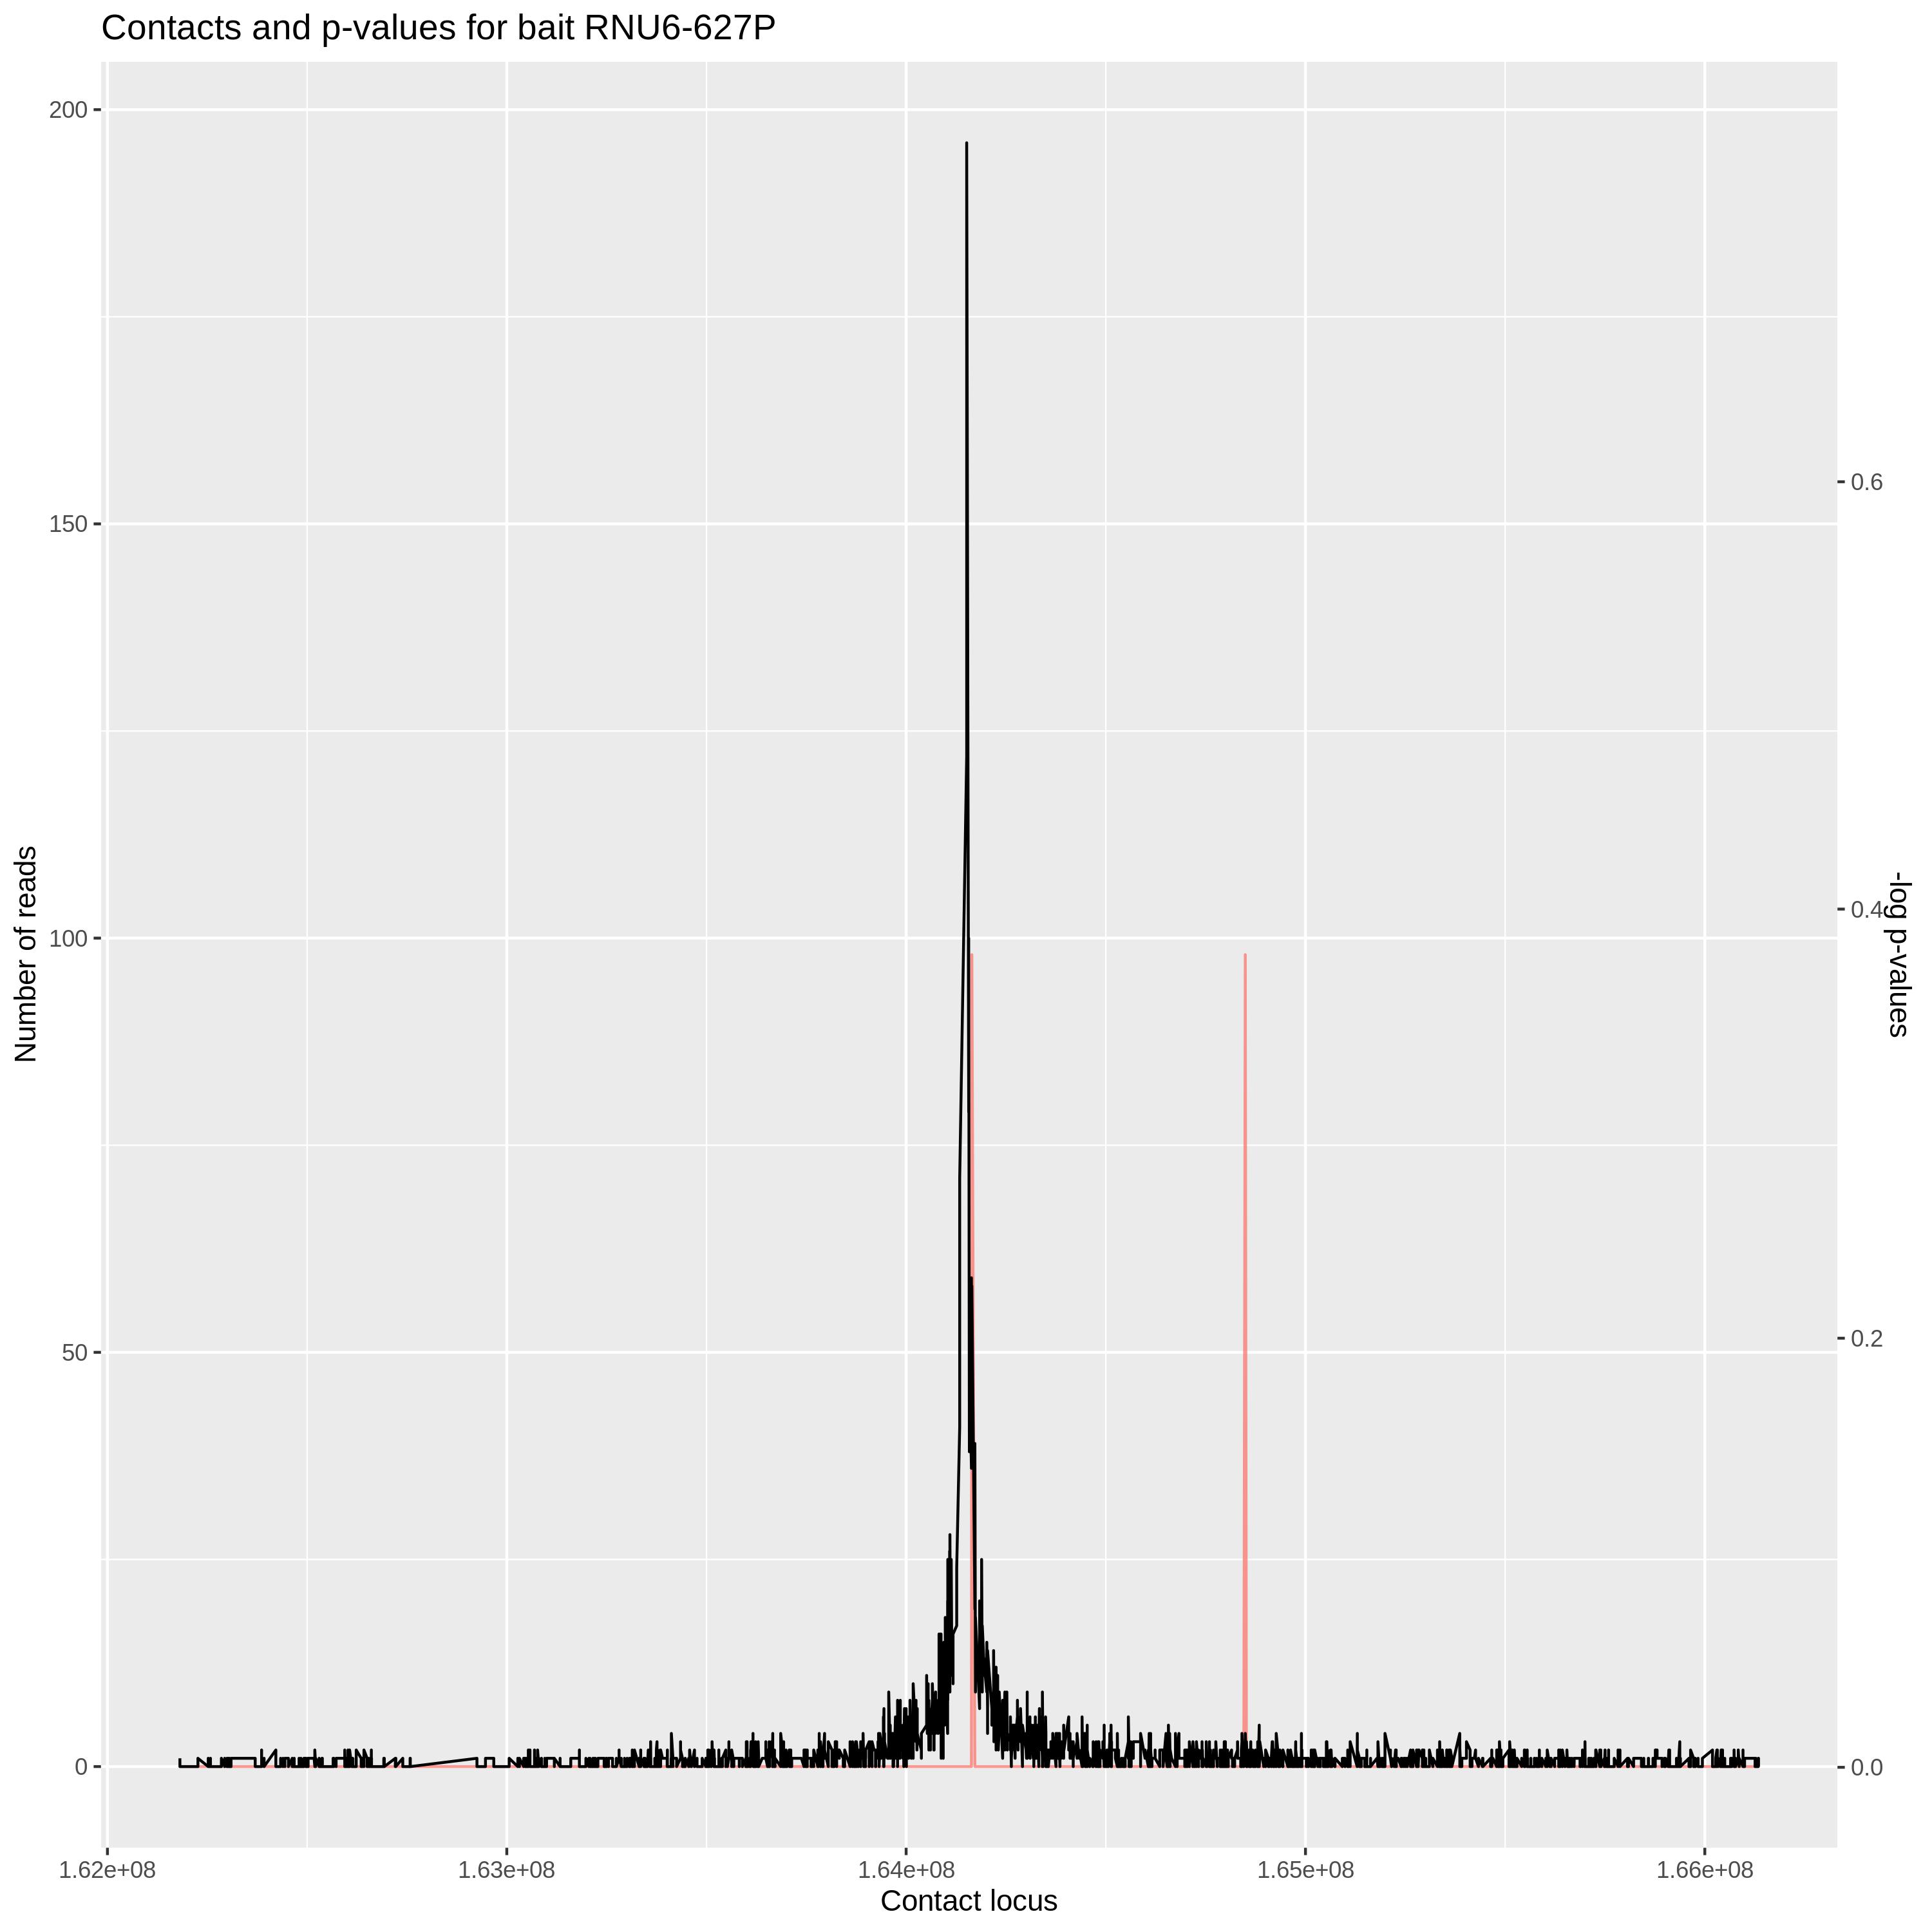 Contacts and p-values for bait RNU6-627P
200
150
100
50
0
Number of reads
0.6
0.4
0.2
0.0
-log p-values
1.62e+08
1.63e+08
1.64e+08
1.65e+08
1.66e+08
Contact locus